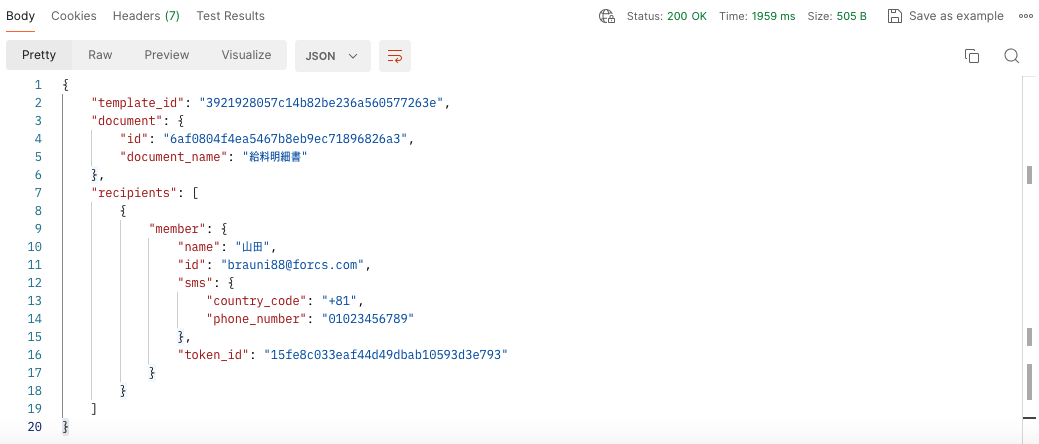 Body Cookies Headers (7) Test Results Status: 200 OK Time: 1959 ms Size: 505 B Save as example
Pretty Raw Preview Visualize JSON
1 {
2 "template_id": "3921928057c14b82be236a560577263e",
3 "document": {
4 "id": "6af0804f4ea5467b8eb9ec71896826a3",
5 "document_name": "給料明細書"
6 },
7 "recipients": [
8 {
9 "member": {
10 "name": "山田",
11 "id": "brauni88@forcs.com",
12 "sms": {
13 "country_code": "+81",
14 "phone_number": "01023456789"
15 },
16 "token_id": "15fe8c033eaf44d49dbab10593d3e793"
17 }
18 }
19 ]
20 }